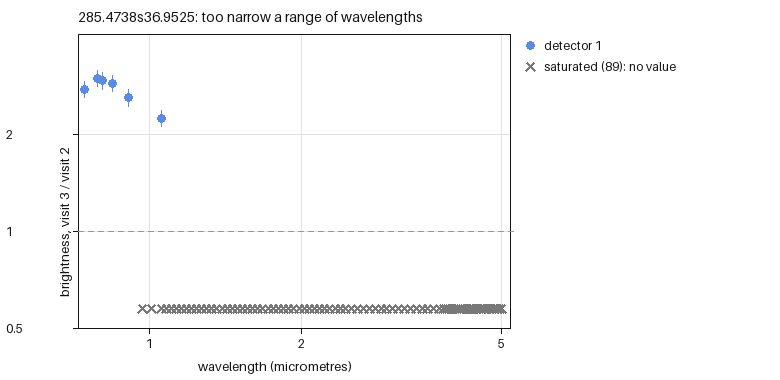 285.4738s36.9525: too narrow a range of wavelengths
detector 1
saturated (89): no value
brightness, visit 3 / visit 2
2
1
0.5
1
2
5
wavelength (micrometres)